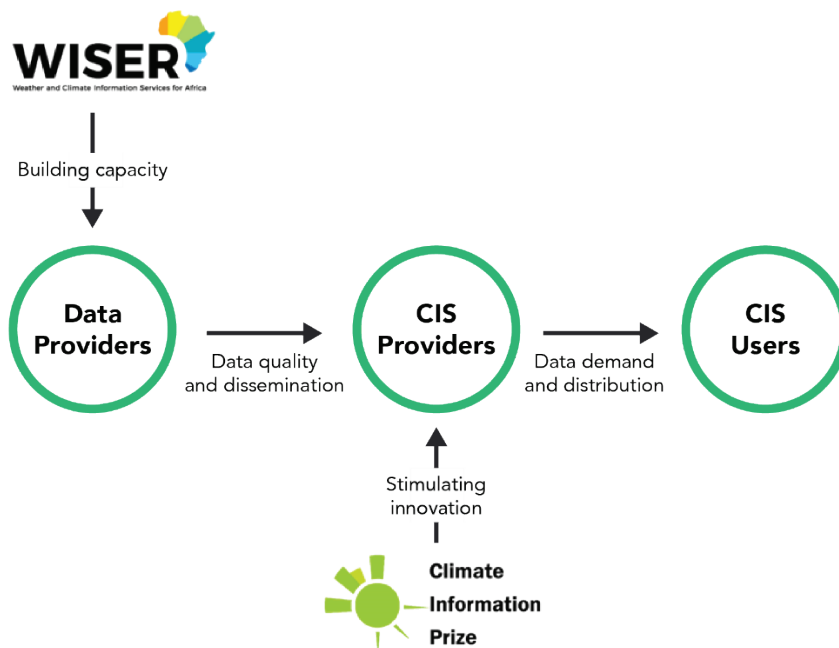 WISER
Weather and Climate Information Services for Africa
Building capacity
Data
Providers
Data quality
and dissemination
CIS
Providers
Data demand
and distribution
CIS
Users
Stimulating
innovation
Climate
Information
Prize